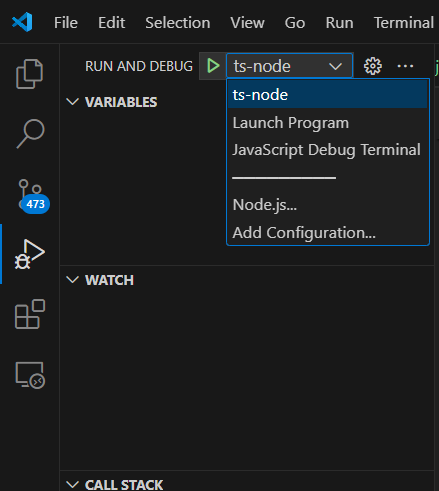 File Edit Selection View Go Run Terminal
RUN AND DEBUG ts-node ...
ts-node
VARIABLES
Launch Program
JavaScript Debug Terminal
473
Node.js...
Add Configuration...
WATCH
CALL STACK